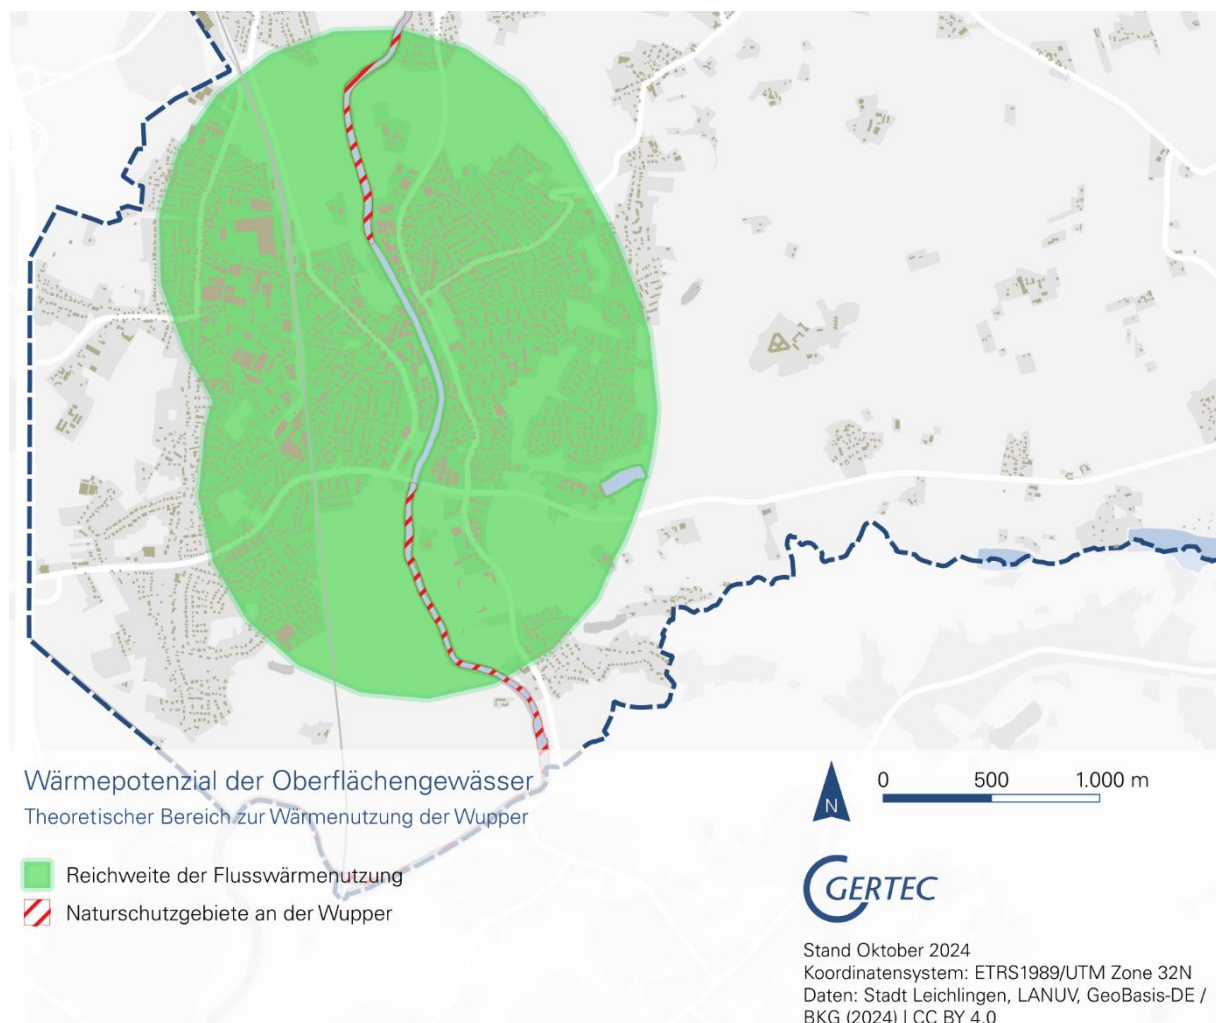 Wärmepotenzial der Oberflächengewässer
Theoretischer Bereich zur Wärmenutzung der Wupper
Reichweite der Flusswärmenutzung
Naturschutzgebiete an der Wupper
N
0 500 1.000 m
GERTEC
Stand Oktober 2024
Koordinatensystem: ETRS1989/UTM Zone 32N
Daten: Stadt Leichlingen, LANUV, GeoBasis-DE /
BKG (2024) | CC BY 4.0